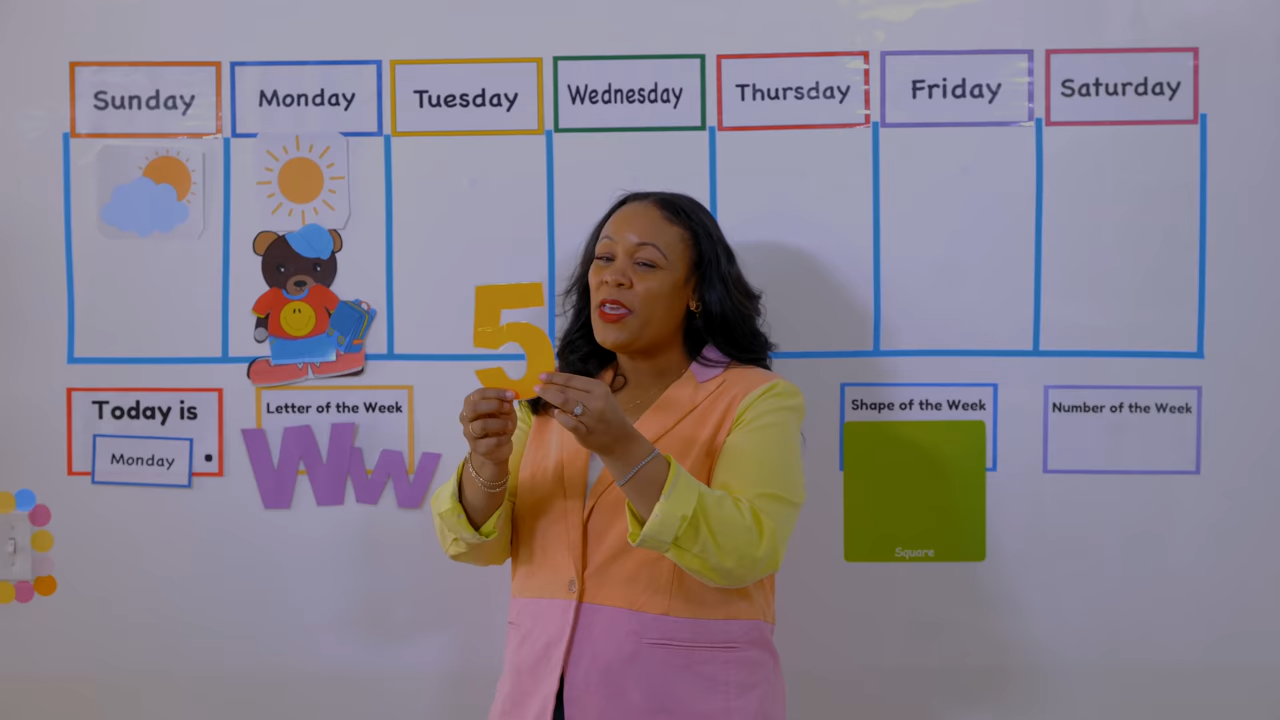 Sunday Monday Tuesday Wednesday Thursday Friday Saturday
5
Today is
Monday
.
Letter of the Week
Ww
Shape of the Week
Square
Number of the Week